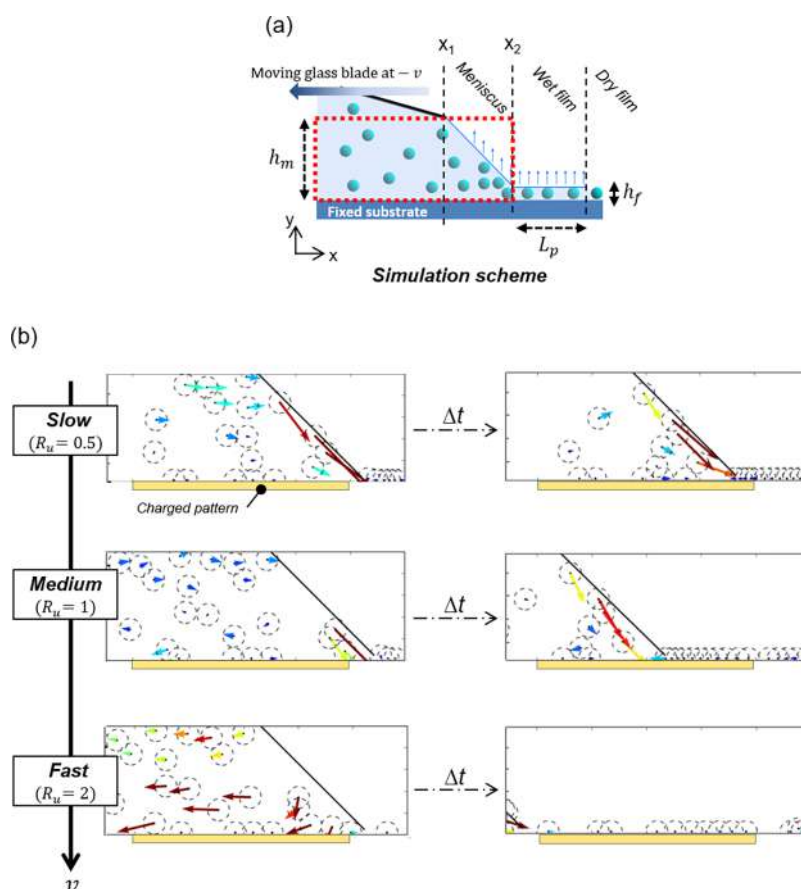 (a)
x₁
x₂
Moving glass blade at − v
Meniscus
Wet film
Dry film
hₘ
h_f
Fixed substrate
y
x
Lₚ
Simulation scheme
(b)
Slow
(Rᵤ = 0.5)
Δt
Charged pattern
Medium
(Rᵤ = 1)
Δt
Fast
(Rᵤ = 2)
Δt
v